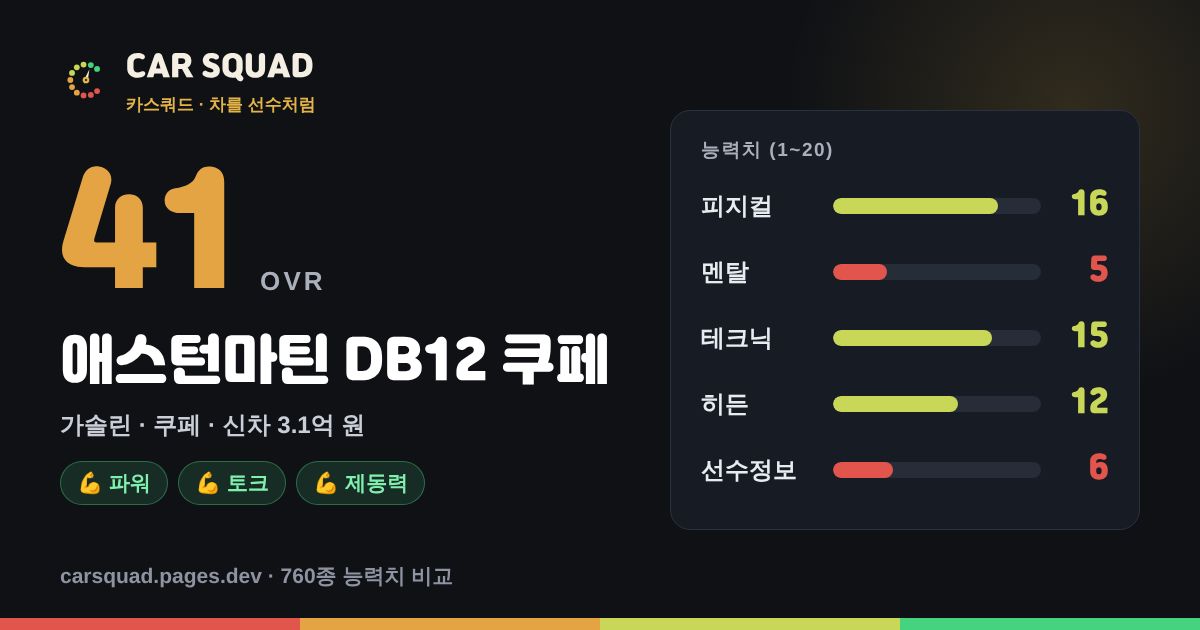 CAR SQUAD
카스쿼드 · 차를 선수처럼
41 OVR
애스턴마틴 DB12 쿠페
가솔린 · 쿠페 · 신차 3.1억 원
💪 파워 💪 토크 💪 제동력
carsquad.pages.dev · 760종 능력치 비교
능력치 (1~20)
피지컬 16
멘탈 5
테크닉 15
히든 12
선수정보 6